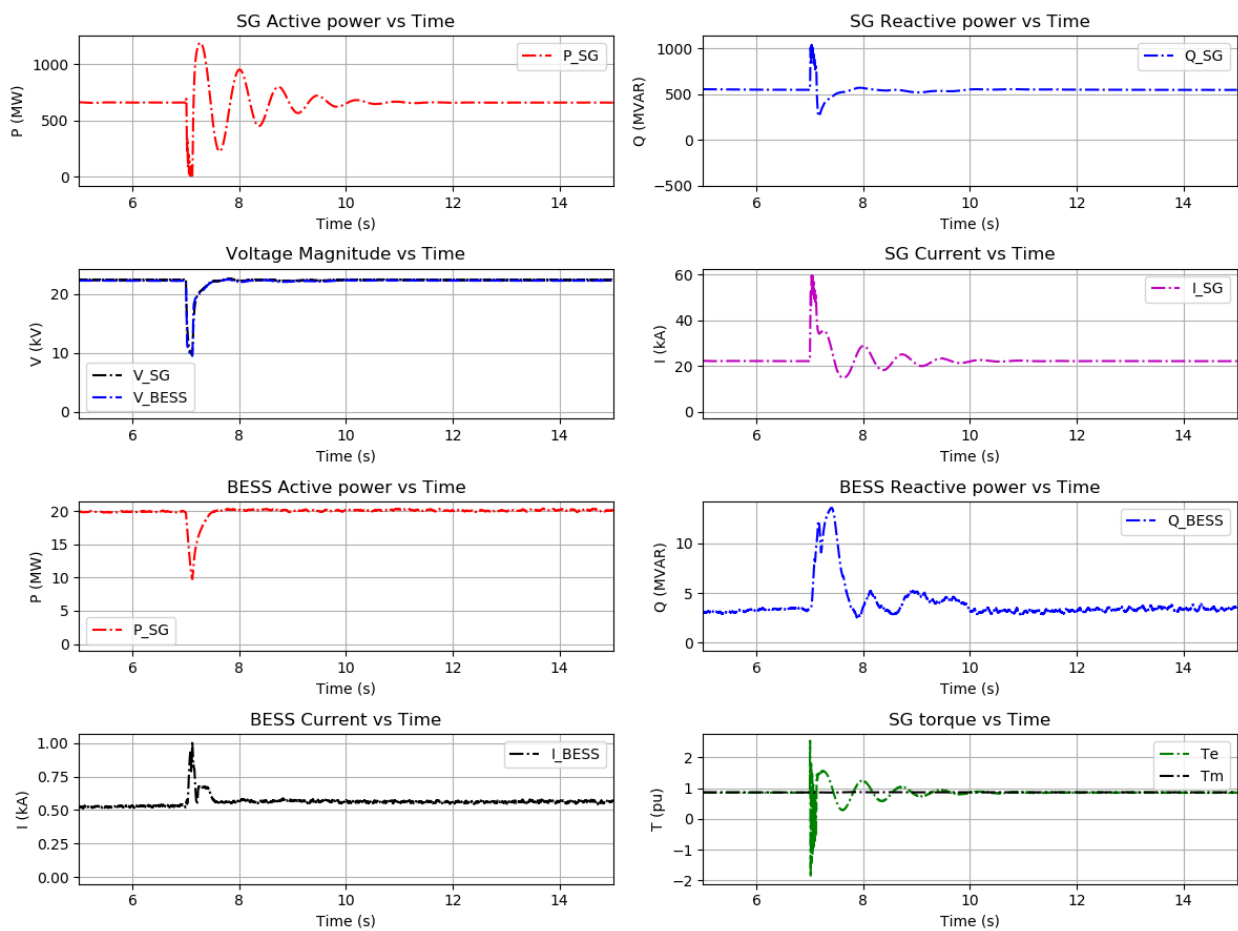 SG Active power vs Time
P (MW)
1000
500
0
P_SG
6 8 10 12 14
Time (s)
SG Reactive power vs Time
Q (MVAR)
1000
500
0
−500
Q_SG
6 8 10 12 14
Time (s)
Voltage Magnitude vs Time
V (kV)
20
10
0
V_SG
V_BESS
6 8 10 12 14
Time (s)
SG Current vs Time
I (kA)
60
40
20
0
I_SG
6 8 10 12 14
Time (s)
BESS Active power vs Time
P (MW)
20
15
10
5
0
P_SG
6 8 10 12 14
Time (s)
BESS Reactive power vs Time
Q (MVAR)
10
5
0
Q_BESS
6 8 10 12 14
Time (s)
BESS Current vs Time
I (kA)
1.00
0.75
0.50
0.25
0.00
I_BESS
6 8 10 12 14
Time (s)
SG torque vs Time
T (pu)
2
1
0
−1
−2
Te
Tm
6 8 10 12 14
Time (s)